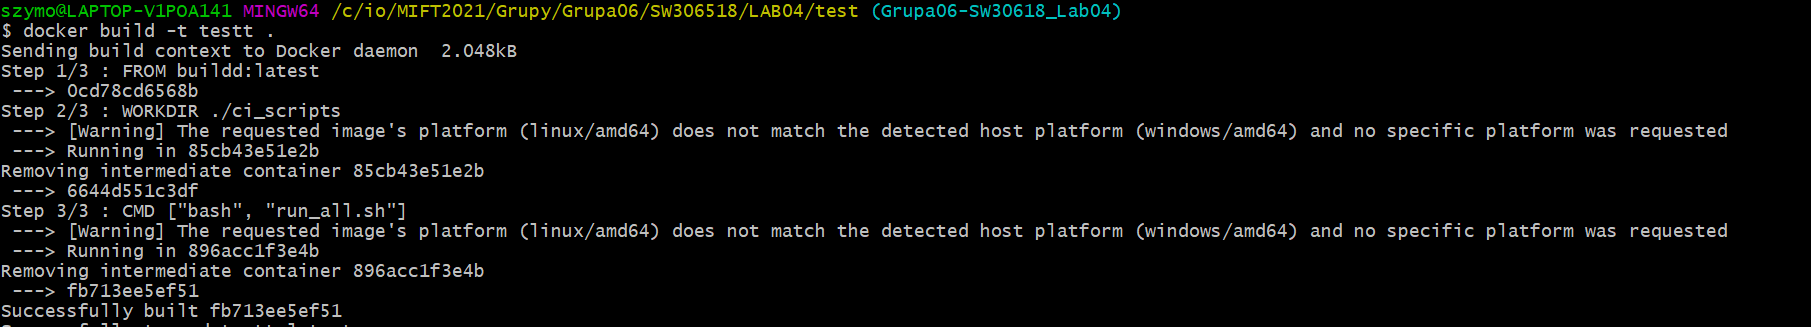 szymo@LAPTOP-V1POA141 MINGW64 /c/io/MIFT2021/Grupy/Grupa06/SW306518/LAB04/test (Grupa06-SW30618_Lab04)
$ docker build -t testt .
Sending build context to Docker daemon  2.048kB
Step 1/3 : FROM buildd:latest
 ---> 0cd78cd6568b
Step 2/3 : WORKDIR ./ci_scripts
 ---> [Warning] The requested image's platform (linux/amd64) does not match the detected host platform (windows/amd64) and no specific platform was requested
 ---> Running in 85cb43e51e2b
Removing intermediate container 85cb43e51e2b
 ---> 6644d551c3df
Step 3/3 : CMD ["bash", "run_all.sh"]
 ---> [Warning] The requested image's platform (linux/amd64) does not match the detected host platform (windows/amd64) and no specific platform was requested
 ---> Running in 896acc1f3e4b
Removing intermediate container 896acc1f3e4b
 ---> fb713ee5ef51
Successfully built fb713ee5ef51